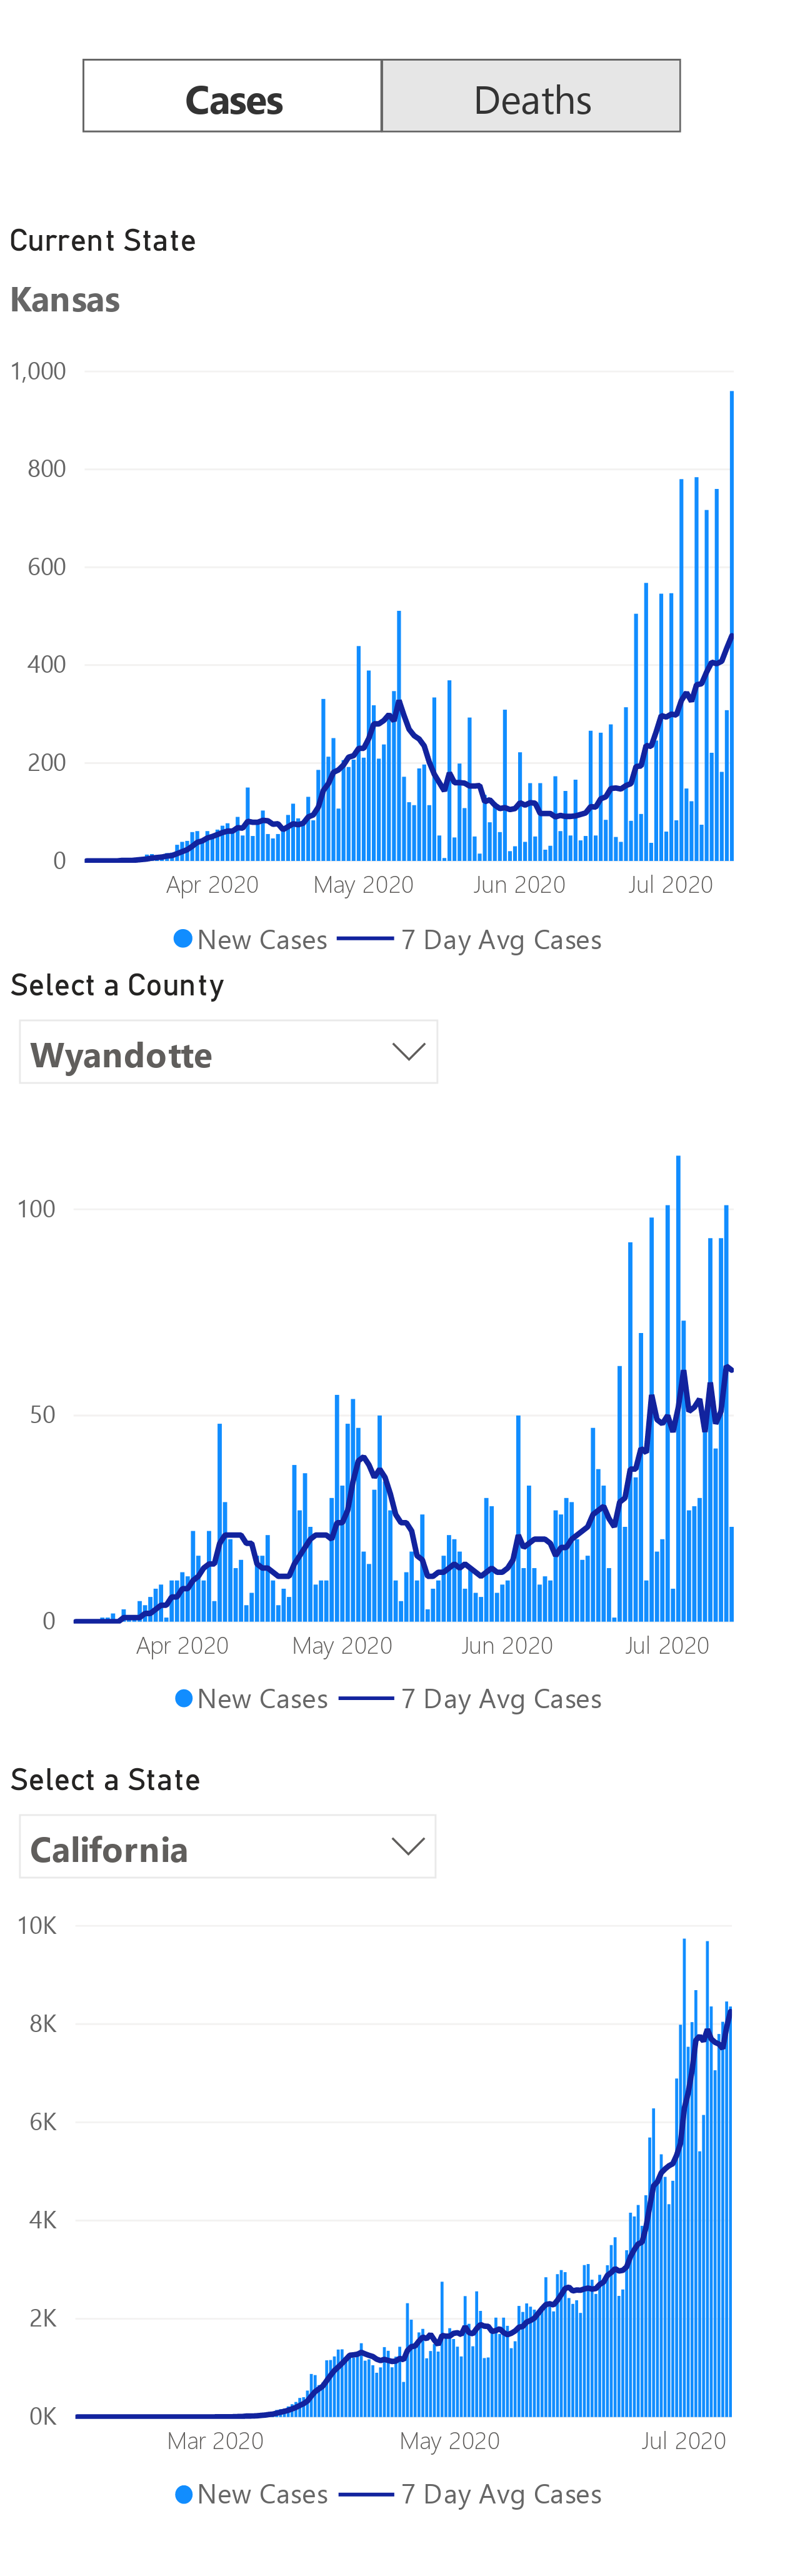 Cases Deaths
Current State
Kansas
1,000
800
600
400
200
0
Apr 2020 May 2020 Jun 2020 Jul 2020
New Cases 7 Day Avg Cases
Select a County
Wyandotte
100
50
0
Apr 2020 May 2020 Jun 2020 Jul 2020
New Cases 7 Day Avg Cases
Select a State
California
10K
8K
6K
4K
2K
0K
Mar 2020 May 2020 Jul 2020
New Cases 7 Day Avg Cases